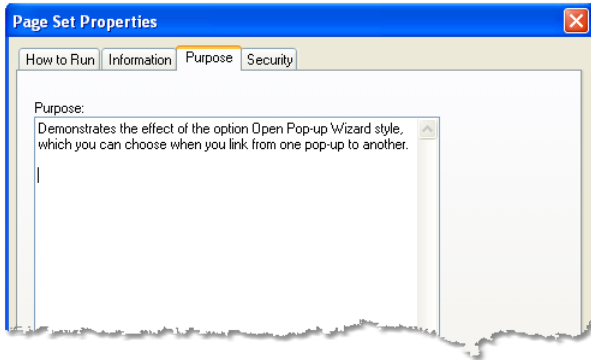 Page Set Properties
How to Run Information Purpose Security
Purpose:
Demonstrates the effect of the option Open Pop-up Wizard style,
which you can choose when you link from one pop-up to another.